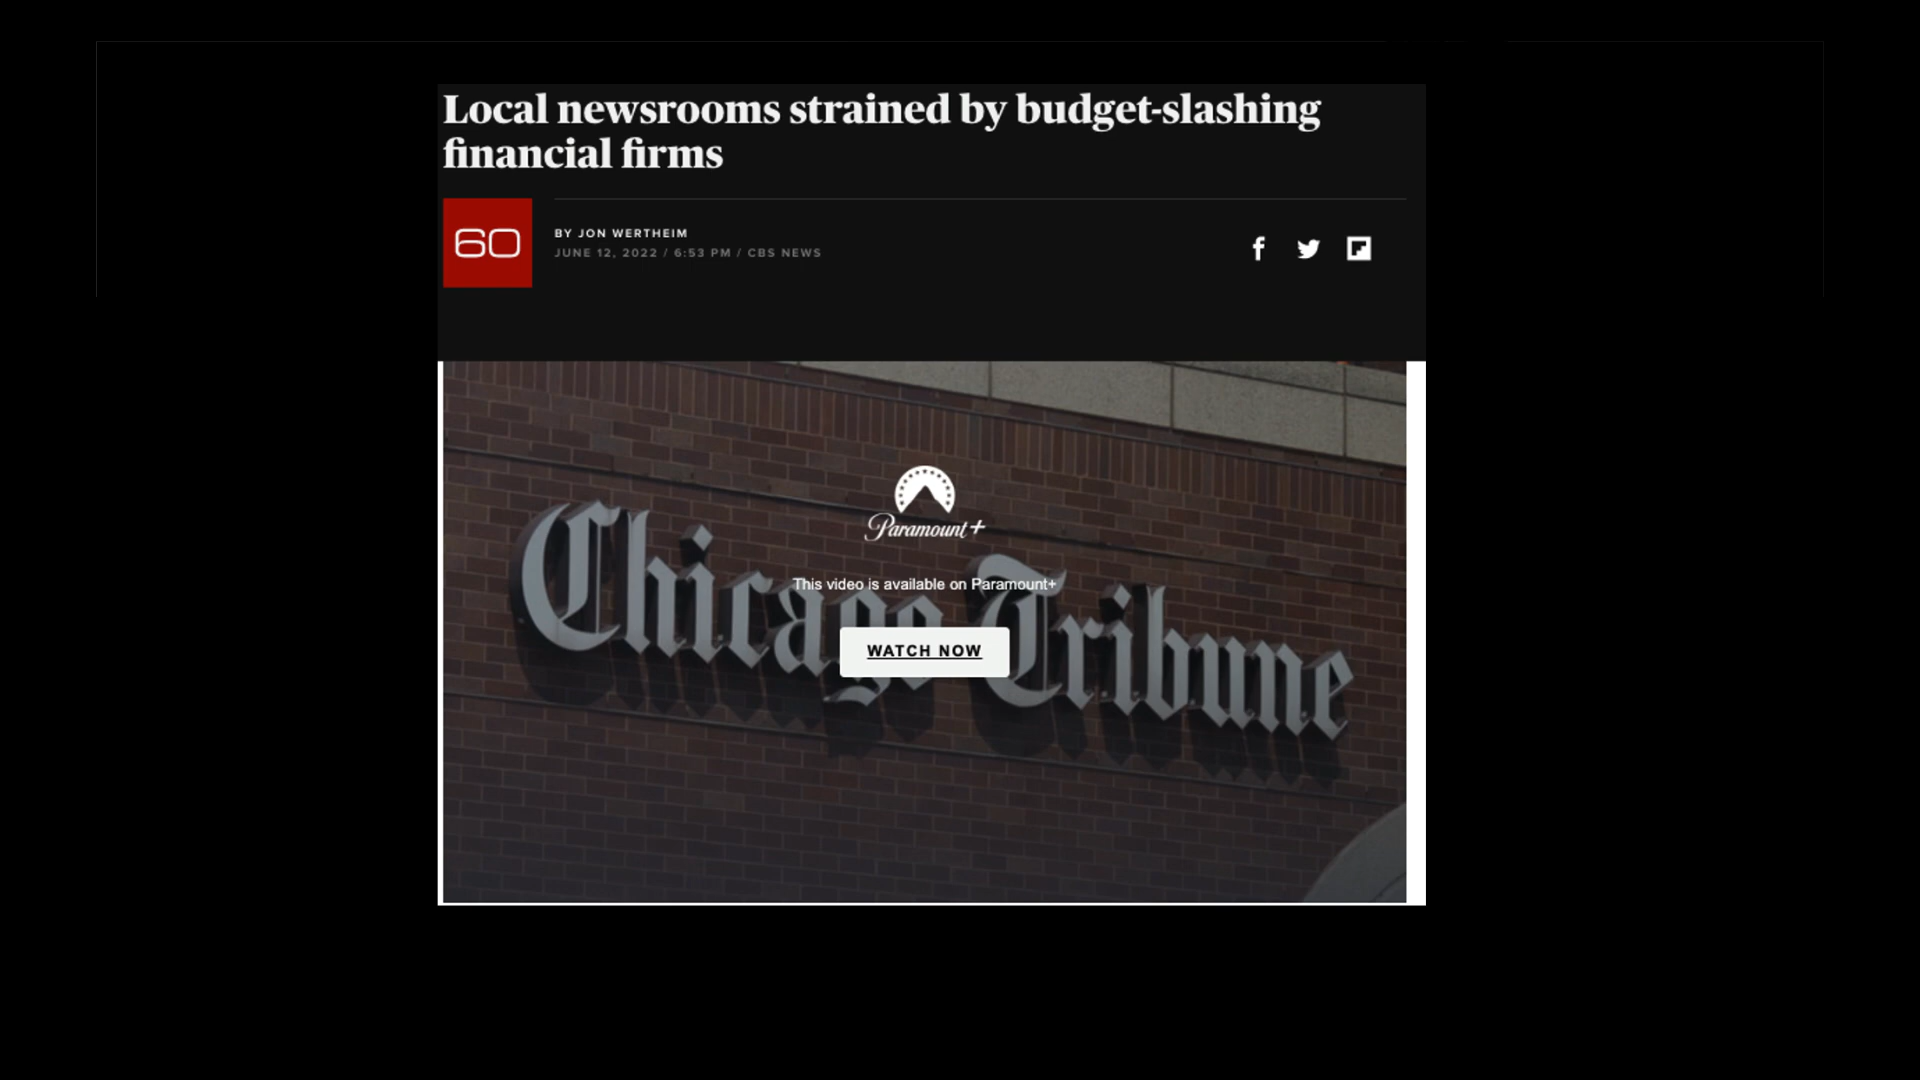 Local newsrooms strained by budget-slashing
financial firms
60
BY JON WERTHEIM
JUNE 12, 2022 / 6:53 PM / CBS NEWS
Paramount+
This video is available on Paramount+
Chicago Tribune
WATCH NOW